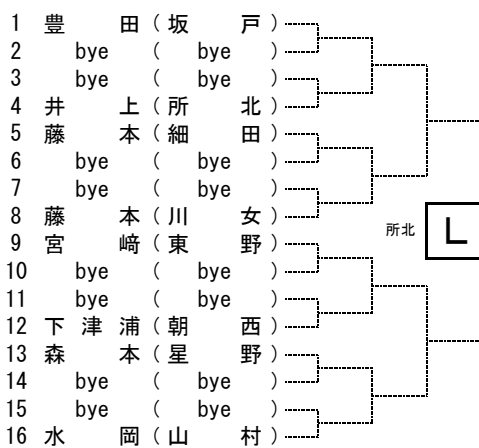 1 豊 田 ( 坂 戸 )
2 bye ( bye )
3 bye ( bye )
4 井 上 ( 所 北 )
5 藤 本 ( 細 田 )
6 bye ( bye )
7 bye ( bye )
8 藤 本 ( 川 女 )
9 宮 﨑 ( 東 野 )
10 bye ( bye )
11 bye ( bye )
12 下 津 浦 ( 朝 西 )
13 森 本 ( 星 野 )
14 bye ( bye )
15 bye ( bye )
16 水 岡 ( 山 村 )
所北 L